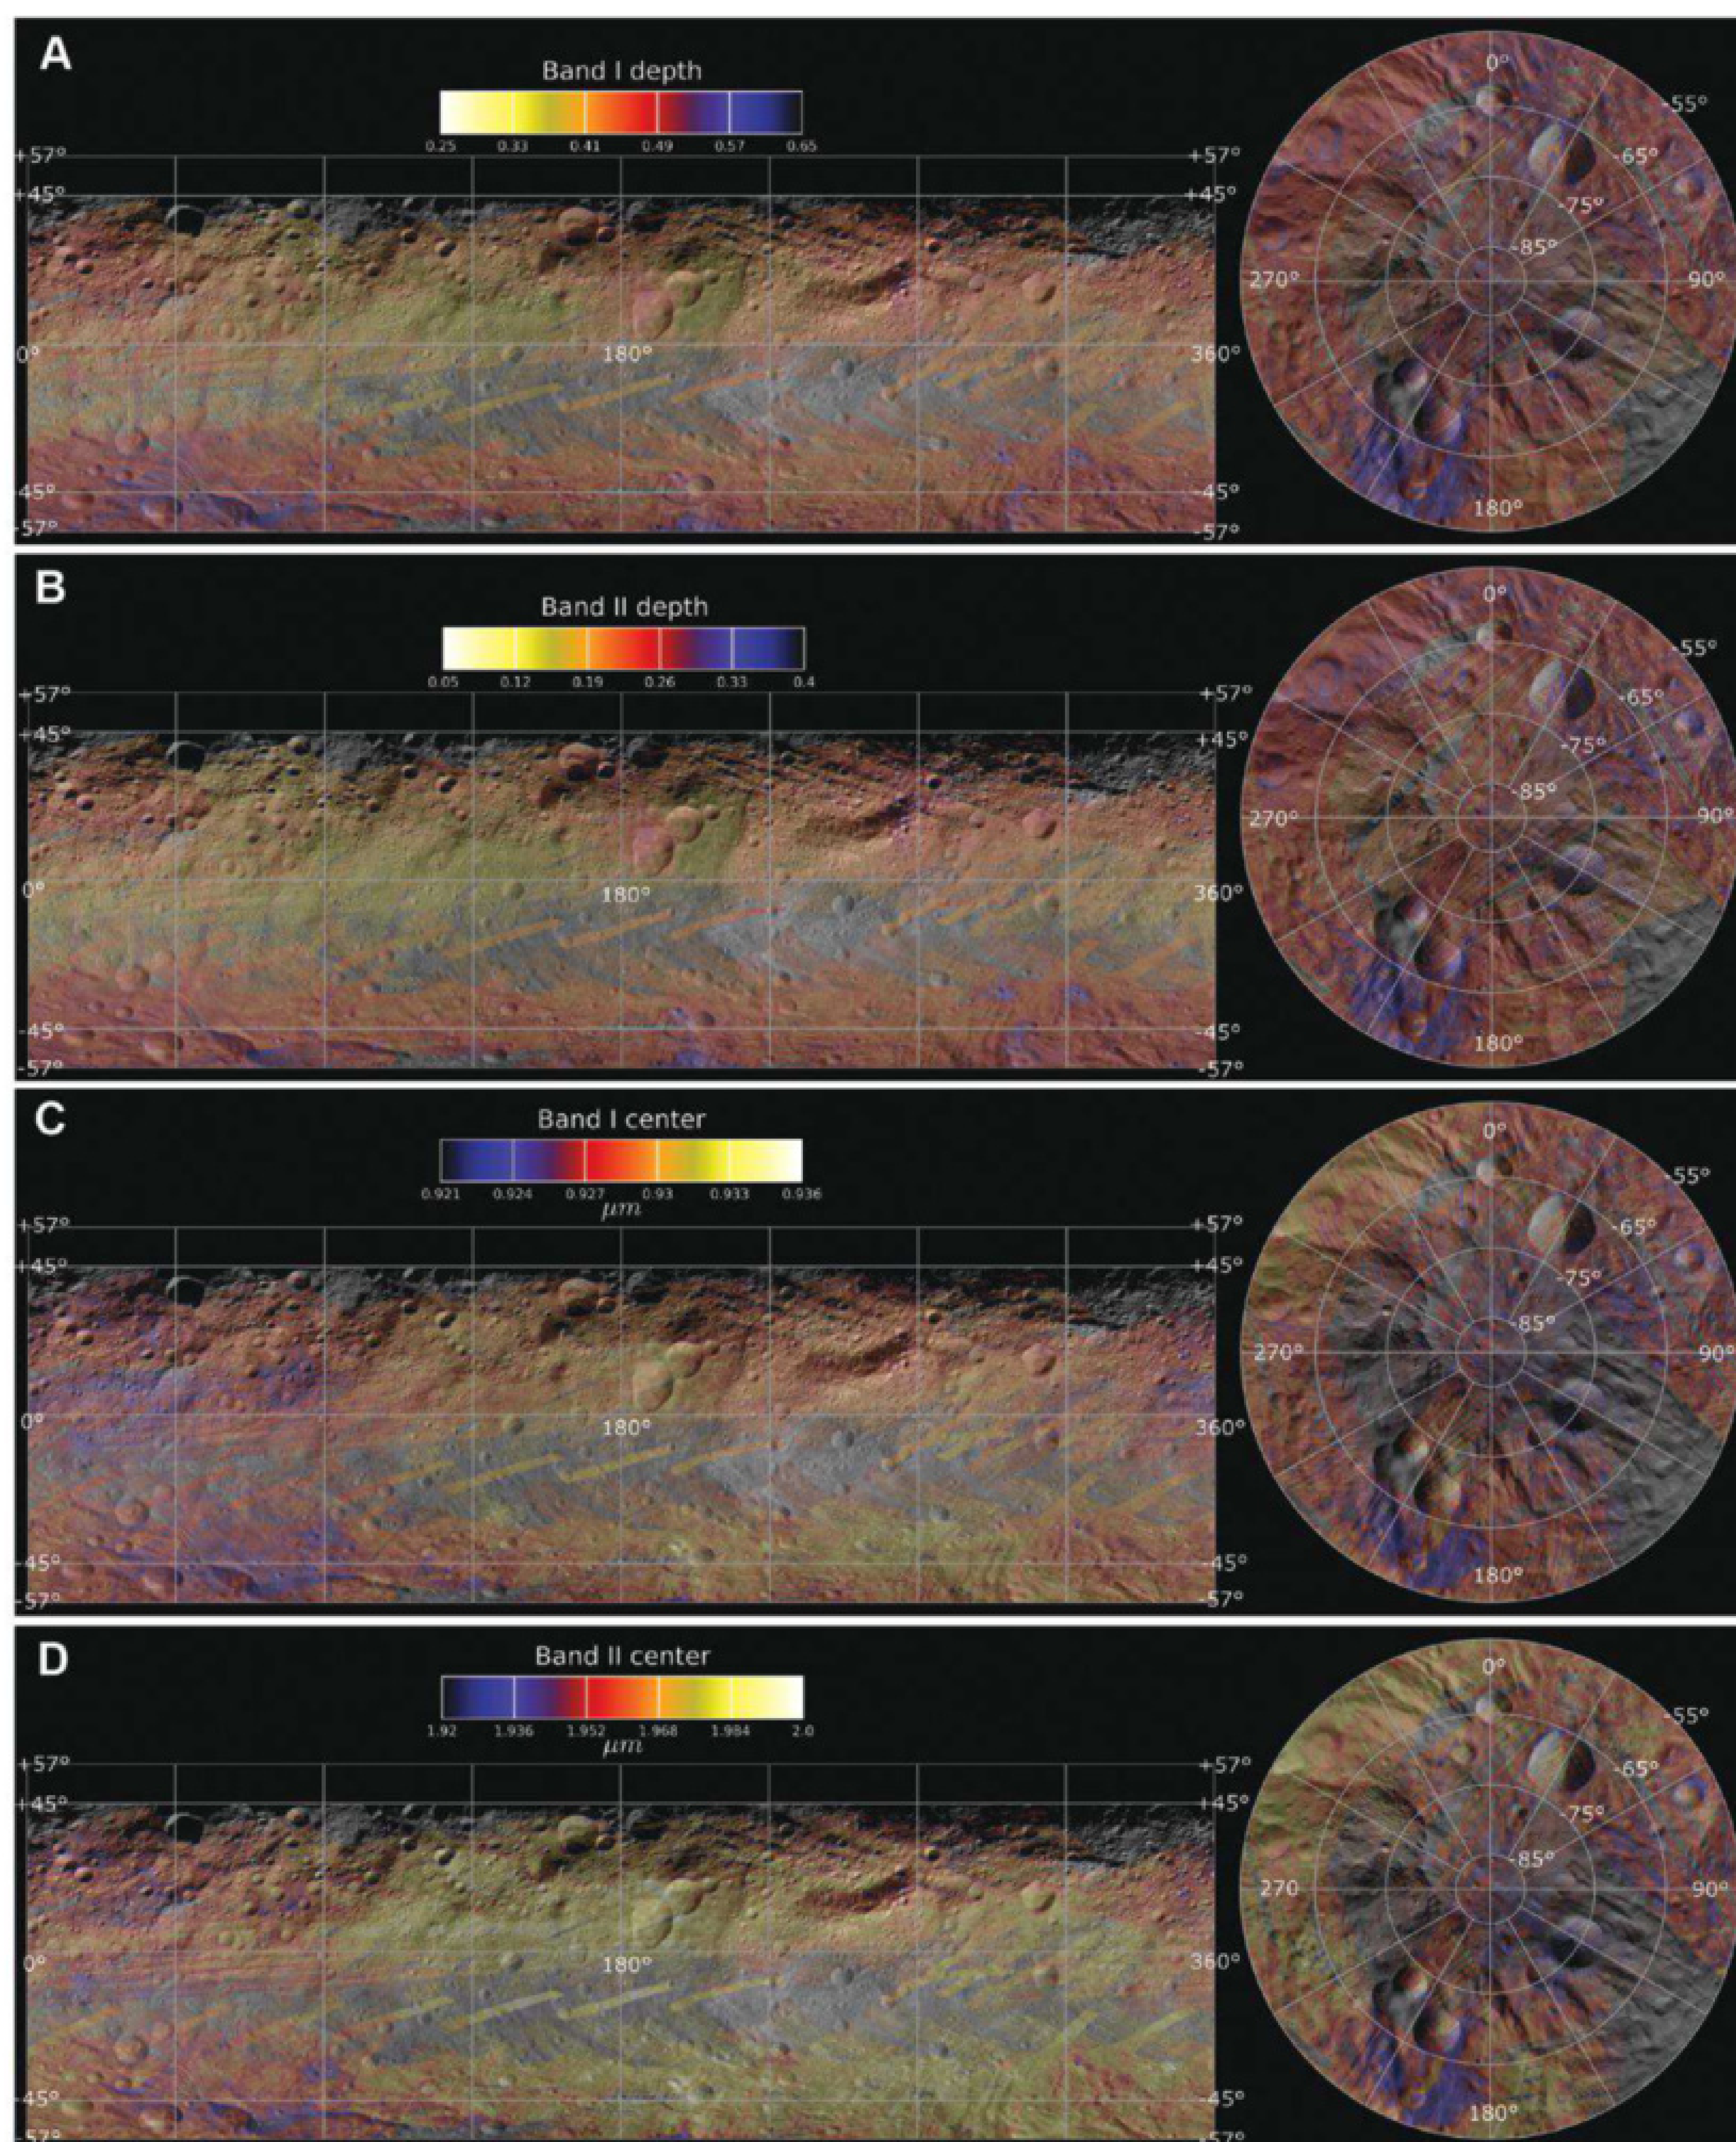 A
Band I depth
0.25 0.33 0.41 0.49 0.57 0.65
+57° +57°
+45° +45°
0° 180° 360°
-45° -45°
-57° -57°
0°
-55°
-65°
-75°
-85°
270° 90°
180°
B
Band II depth
0.05 0.12 0.19 0.26 0.33 0.4
+57° +57°
+45° +45°
0° 180° 360°
-45° -45°
-57° -57°
0°
-55°
-65°
-75°
-85°
270° 90°
180°
C
Band I center
0.921 0.924 0.927 0.93 0.933 0.936
μm
+57° +57°
+45° +45°
0° 180° 360°
-45° -45°
-57° -57°
0°
-55°
-65°
-75°
-85°
270° 90°
180°
D
Band II center
1.92 1.936 1.952 1.968 1.984 2.0
μm
+57° +57°
+45° +45°
0° 180° 360°
-45° -45°
-57° -57°
0°
-55°
-65°
-75°
-85°
270 90°
180°